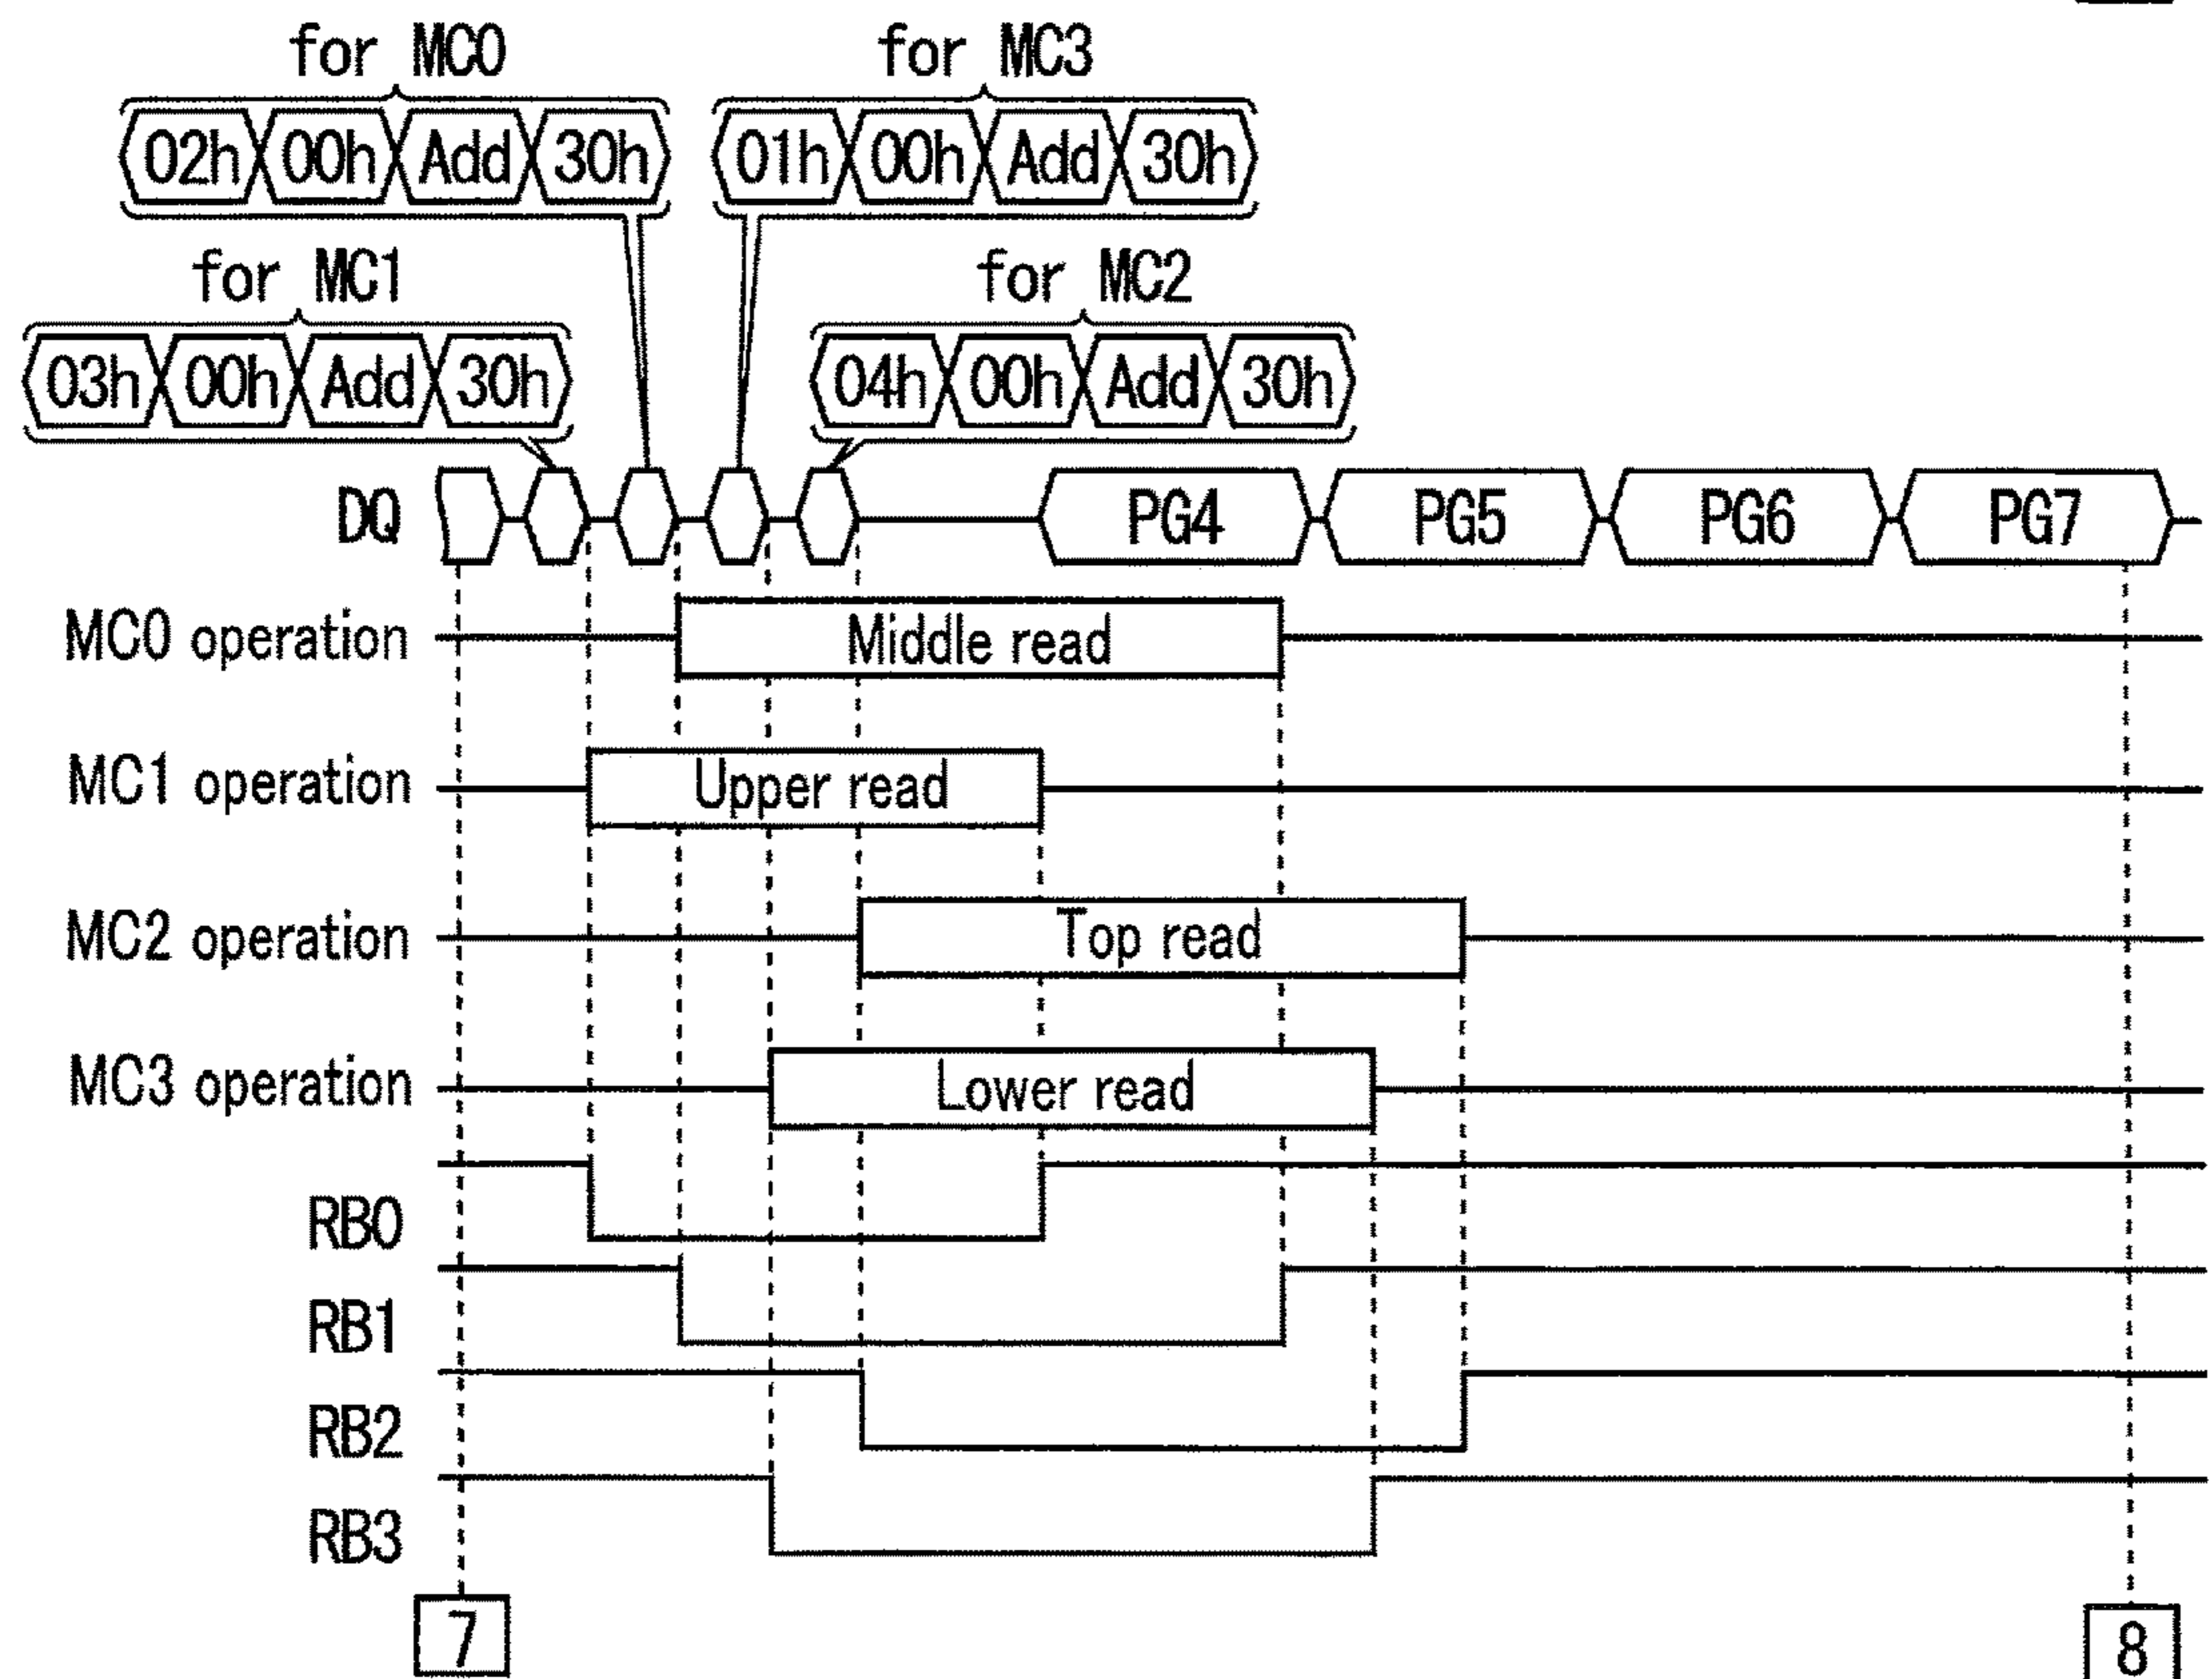 for MC0 for MC3
02h 00h Add 30h 01h 00h Add 30h
for MC1 for MC2
03h 00h Add 30h 04h 00h Add 30h
DQ PG4 PG5 PG6 PG7
MC0 operation Middle read
MC1 operation Upper read
MC2 operation Top read
MC3 operation Lower read
RB0
RB1
RB2
RB3
7 8